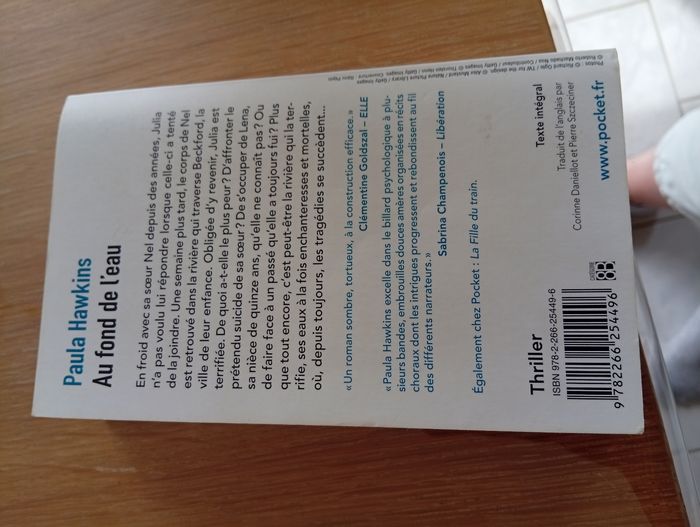 Paula Hawkins
Au fond de l'eau
En froid avec sa sœur Nel depuis des années, Julia
n'a pas voulu lui répondre lorsque celle-ci a tenté
de la joindre. Une semaine plus tard, le corps de Nel
est retrouvé dans la rivière qui traverse Beckford, la
ville de leur enfance. Obligée d'y revenir, Julia est
terrifiée. De quoi a-t-elle le plus peur ? D'affronter le
prétendu suicide de sa sœur ? De s'occuper de Lena,
sa nièce de quinze ans, qu'elle ne connaît pas ? Ou
de faire face à un passé qu'elle a toujours fui ? Plus
que tout encore, c'est peut-être la rivière qui la ter-
rifie, ses eaux à la fois enchanteresses et mortelles,
où, depuis toujours, les tragédies se succèdent...
« Un roman sombre, tortueux, à la construction efficace. »
Clémentine Goldszal – ELLE
« Paula Hawkins excelle dans le billard psychologique à plu-
sieurs bandes, embrouilles douces amères organisées en récits
choraux dont les intrigues progressent et rebondissent au fil
des différents narrateurs. »
Sabrina Champenois – Libération
Également chez Pocket : La Fille du train.
Texte intégral
Traduit de l'anglais par
Corinne Daniellot et Pierre Szczeciner
www.pocket.fr
Thriller
ISBN 978-2-266-25449-6
9 782266 254496